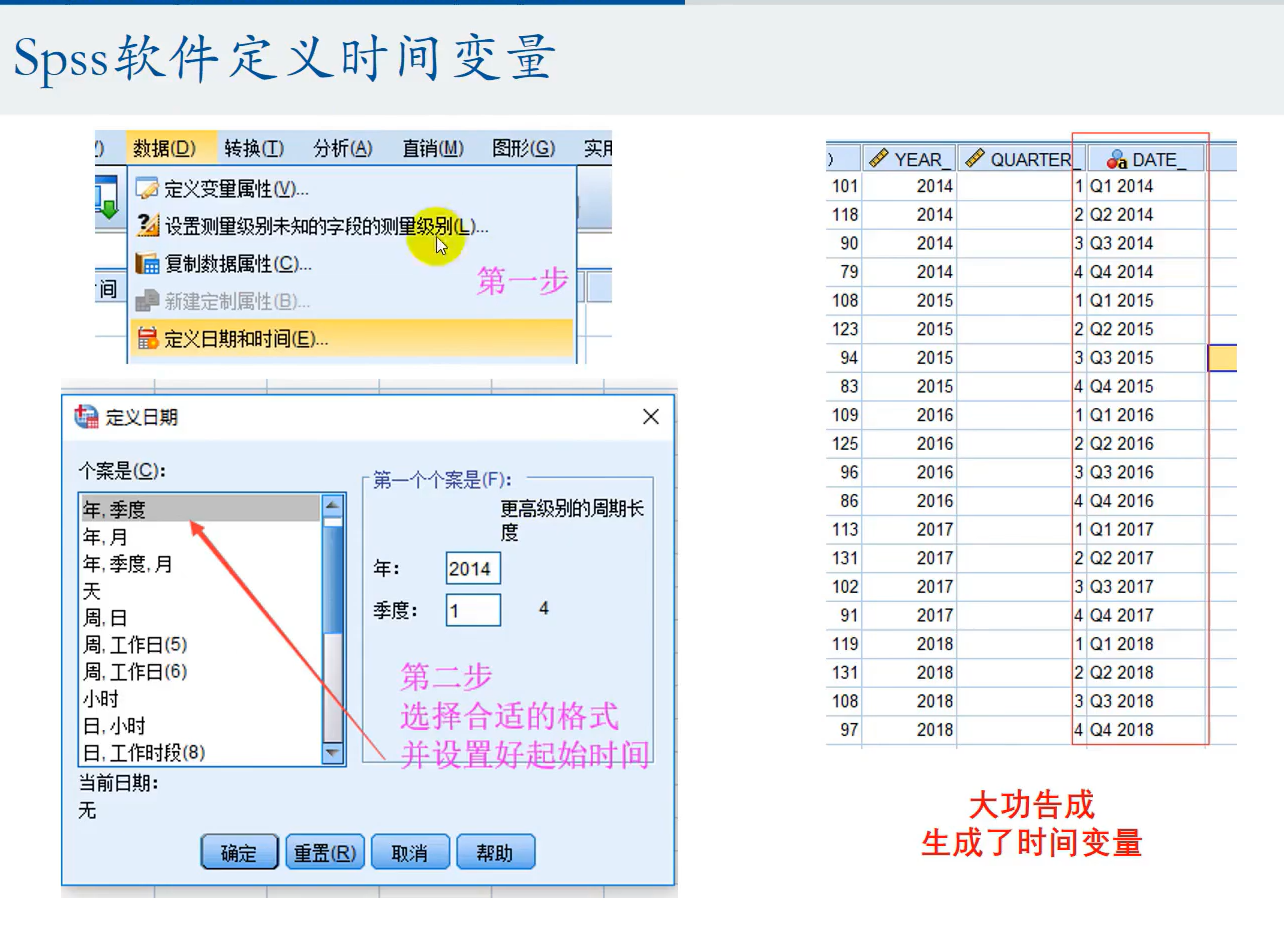 Spss软件定义时间变量
数据(D) 转换(T) 分析(A) 直销(M) 图形(G) 实用
定义变量属性(V)...
设置测量级别未知的字段的测量级别(L)...
复制数据属性(C)...
第一步
间
新建定制属性(B)...
定义日期和时间(E)...
定义日期
个案是(C):
年, 季度
年, 月
年, 季度, 月
天
周, 日
周, 工作日(5)
周, 工作日(6)
小时
日, 小时
日, 工作时段(8)
当前日期:
无
第一个个案是(F):
更高级别的周期长
度
年: 2014
季度: 1 4
第二步
选择合适的格式
并设置好起始时间
确定 重置(R) 取消 帮助
YEAR_ QUARTER_ DATE_
101 2014 1 Q1 2014
118 2014 2 Q2 2014
90 2014 3 Q3 2014
79 2014 4 Q4 2014
108 2015 1 Q1 2015
123 2015 2 Q2 2015
94 2015 3 Q3 2015
83 2015 4 Q4 2015
109 2016 1 Q1 2016
125 2016 2 Q2 2016
96 2016 3 Q3 2016
86 2016 4 Q4 2016
113 2017 1 Q1 2017
131 2017 2 Q2 2017
102 2017 3 Q3 2017
91 2017 4 Q4 2017
119 2018 1 Q1 2018
131 2018 2 Q2 2018
108 2018 3 Q3 2018
97 2018 4 Q4 2018
大功告成
生成了时间变量